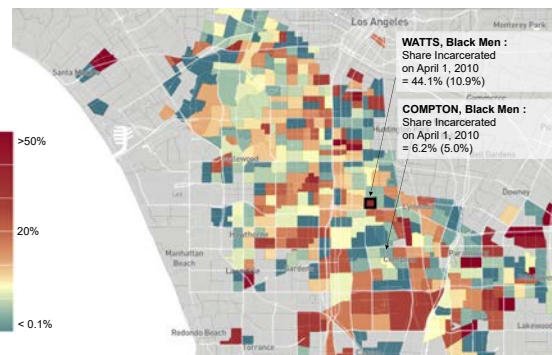 Los Angeles
Monterey Park
WATTS, Black Men :
Share Incarcerated
on April 1, 2010
= 44.1% (10.9%)
COMPTON, Black Men :
Share Incarcerated
on April 1, 2010
= 6.2% (5.0%)
>50%
20%
< 0.1%
Downey
Hawthorne
Manhattan
Beach
Redondo Beach
Torrance
Lakewood